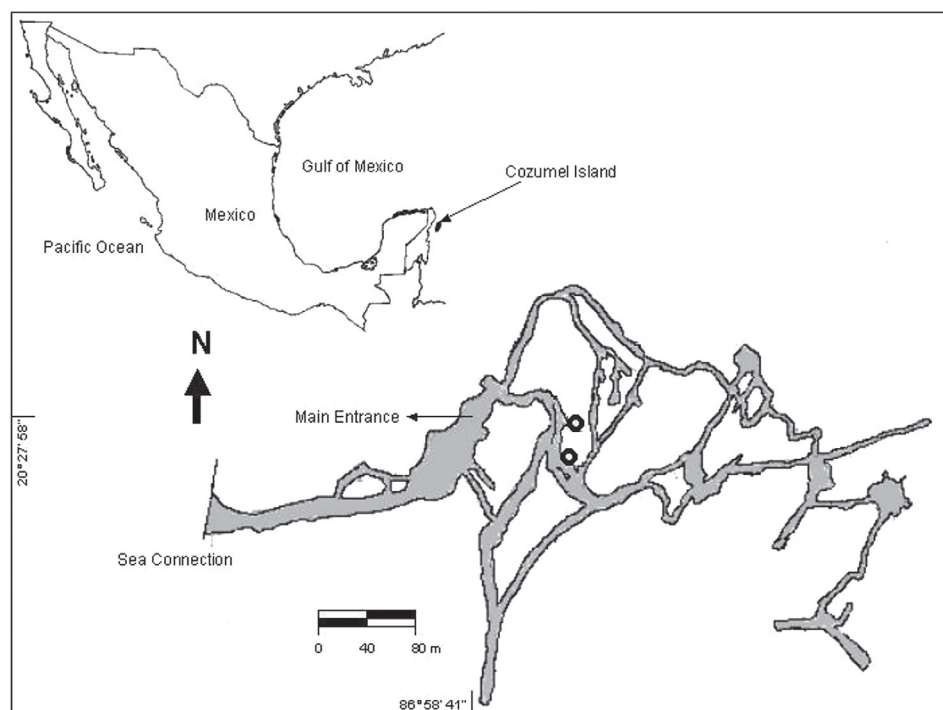 Gulf of Mexico
Cozumel Island
Mexico
Pacific Ocean
N
Main Entrance
20° 27' 58"
Sea Connection
0 40 80 m
86° 58' 41"